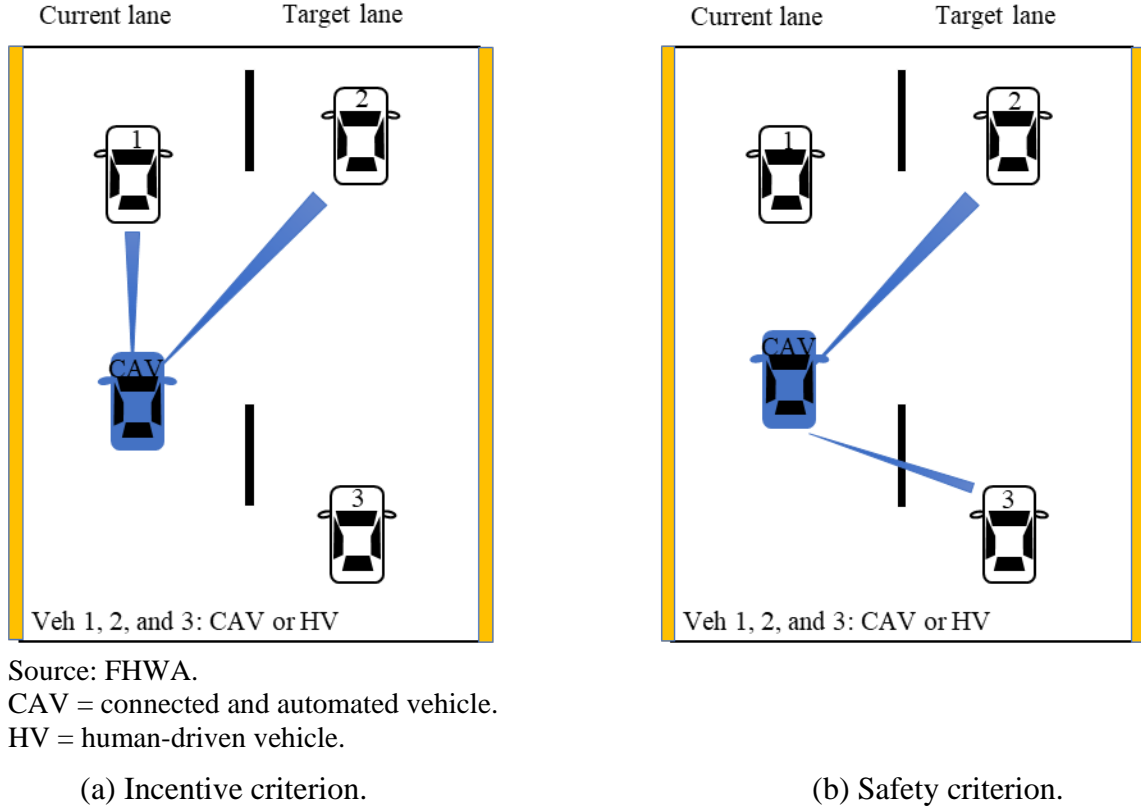 Current lane
Target lane
1
2
CAV
3
Veh 1, 2, and 3: CAV or HV
Current lane
Target lane
1
2
CAV
3
Veh 1, 2, and 3: CAV or HV
Source: FHWA.
CAV = connected and automated vehicle.
HV = human-driven vehicle.
(a) Incentive criterion.
(b) Safety criterion.